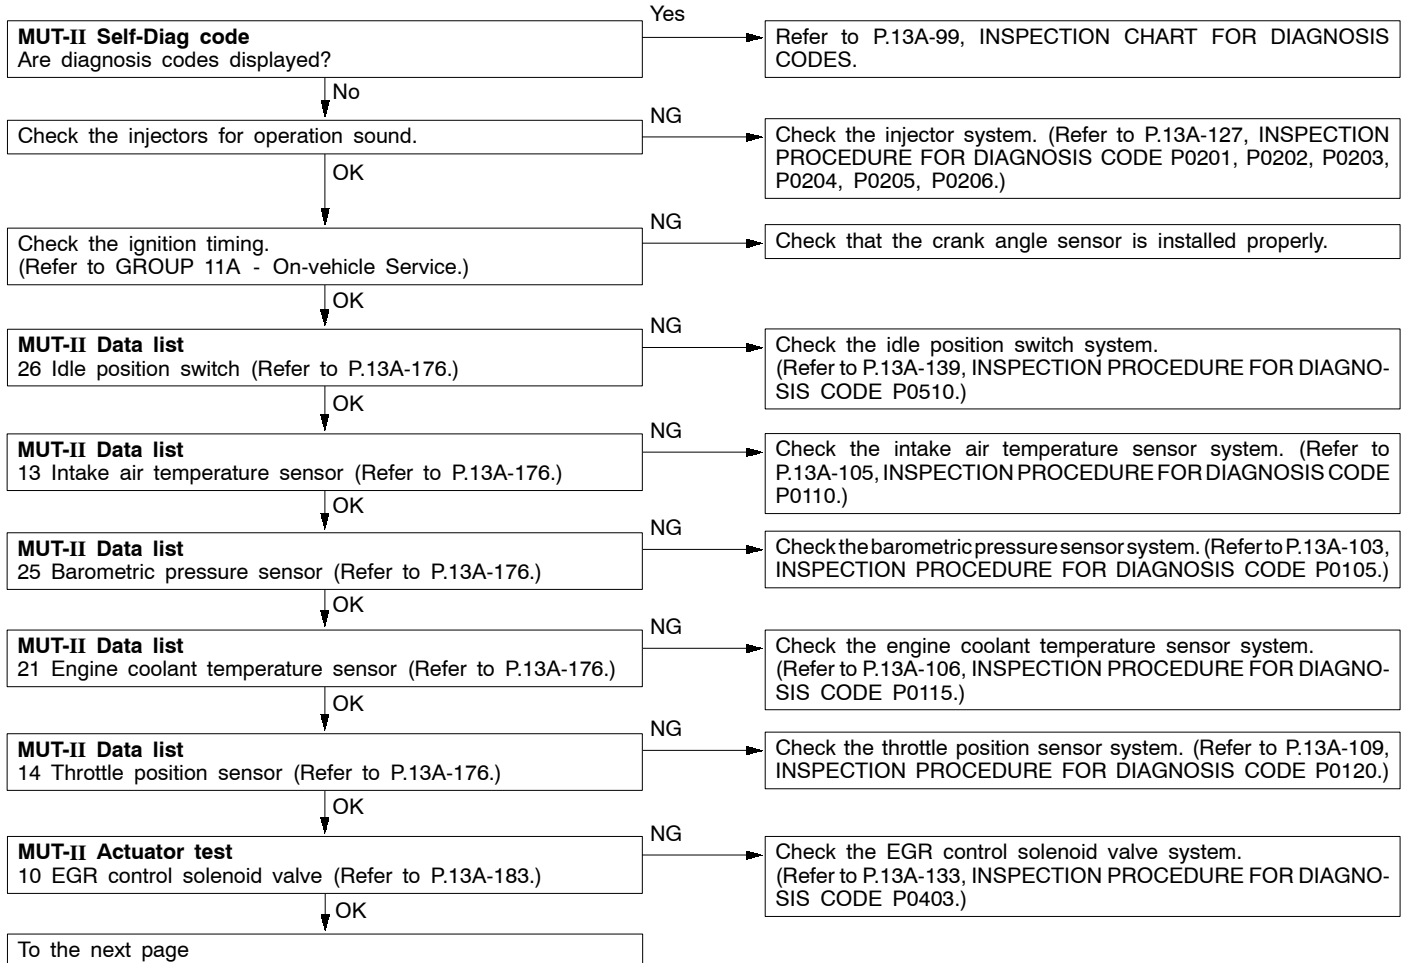 Yes
MUT-II Self-Diag code
Are diagnosis codes displayed?
Refer to P.13A-99, INSPECTION CHART FOR DIAGNOSIS
CODES.
No
NG
Check the injectors for operation sound.
Check the injector system. (Refer to P.13A-127, INSPECTION
PROCEDURE FOR DIAGNOSIS CODE P0201, P0202, P0203,
P0204, P0205, P0206.)
OK
NG
Check the ignition timing.
(Refer to GROUP 11A - On-vehicle Service.)
Check that the crank angle sensor is installed properly.
OK
NG
MUT-II Data list
26 Idle position switch (Refer to P.13A-176.)
Check the idle position switch system.
(Refer to P.13A-139, INSPECTION PROCEDURE FOR DIAGNO-
SIS CODE P0510.)
OK
NG
MUT-II Data list
13 Intake air temperature sensor (Refer to P.13A-176.)
Check the intake air temperature sensor system. (Refer to
P.13A-105, INSPECTION PROCEDURE FOR DIAGNOSIS CODE
P0110.)
OK
NG
MUT-II Data list
25 Barometric pressure sensor (Refer to P.13A-176.)
Check the barometric pressure sensor system. (Refer to P.13A-103,
INSPECTION PROCEDURE FOR DIAGNOSIS CODE P0105.)
OK
NG
MUT-II Data list
21 Engine coolant temperature sensor (Refer to P.13A-176.)
Check the engine coolant temperature sensor system.
(Refer to P.13A-106, INSPECTION PROCEDURE FOR DIAGNO-
SIS CODE P0115.)
OK
NG
MUT-II Data list
14 Throttle position sensor (Refer to P.13A-176.)
Check the throttle position sensor system. (Refer to P.13A-109,
INSPECTION PROCEDURE FOR DIAGNOSIS CODE P0120.)
OK
NG
MUT-II Actuator test
10 EGR control solenoid valve (Refer to P.13A-183.)
Check the EGR control solenoid valve system.
(Refer to P.13A-133, INSPECTION PROCEDURE FOR DIAGNO-
SIS CODE P0403.)
OK
To the next page